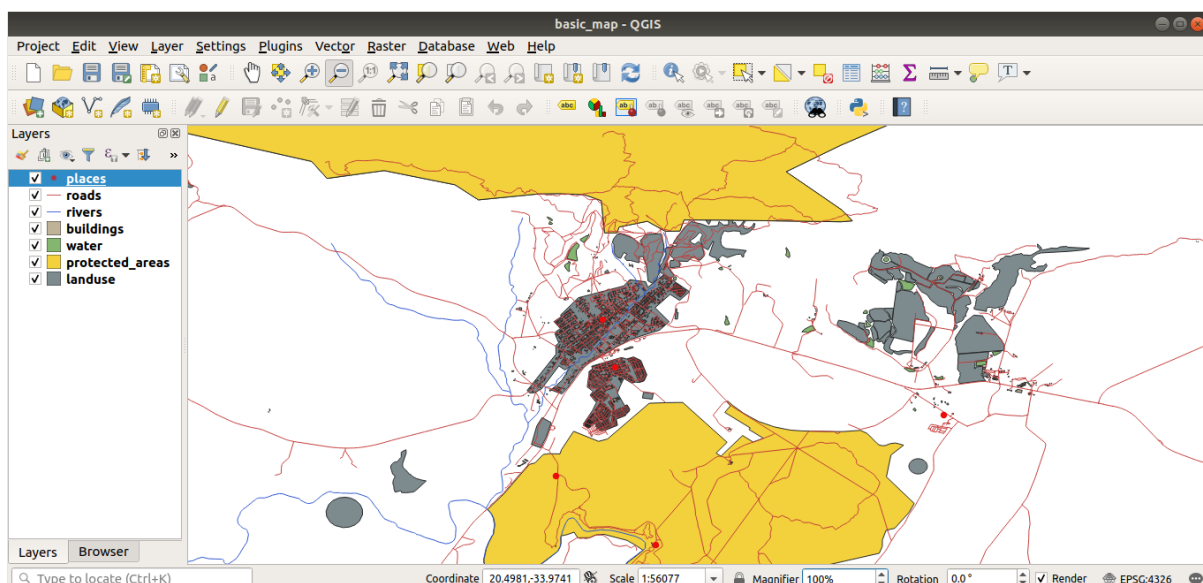 basic_map - QGIS
Project Edit View Layer Settings Plugins Vector Raster Database Web Help
Layers
places
roads
rivers
buildings
water
protected_areas
landuse
Layers Browser
Type to locate (Ctrl+K) Coordinate 20.4981,-33.9741 Scale 1:56077 Magnifier 100% Rotation 0.0° Render EPSG:4326